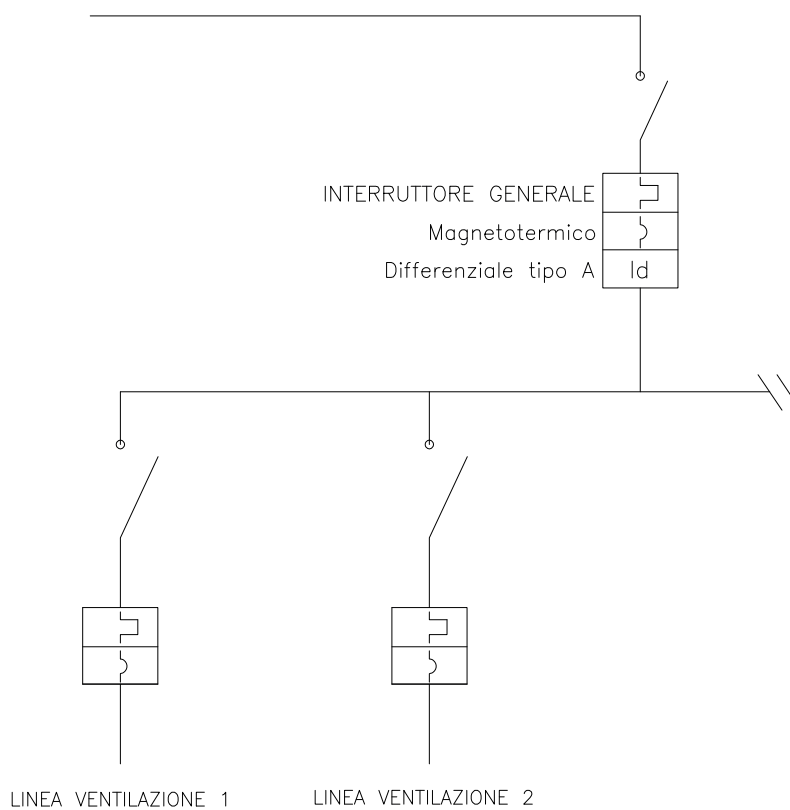 INTERRUTTORE GENERALE
Magnetotermico
Differenziale tipo A
Id
LINEA VENTILAZIONE 1
LINEA VENTILAZIONE 2